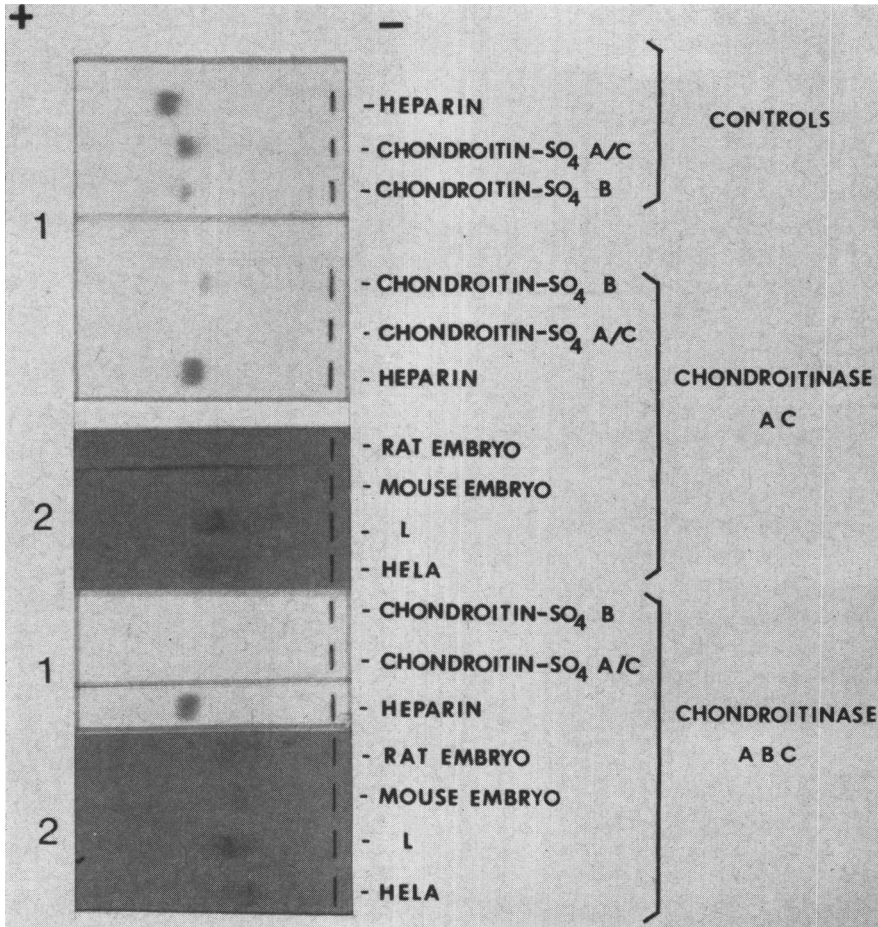 + −
-HEPARIN
-CHONDROITIN-SO4 A/C
-CHONDROITIN-SO4 B
CONTROLS
1
-CHONDROITIN-SO4 B
-CHONDROITIN-SO4 A/C
-HEPARIN
CHONDROITINASE
AC
2
-RAT EMBRYO
-MOUSE EMBRYO
- L
-HELA
1
-CHONDROITIN-SO4 B
-CHONDROITIN-SO4 A/C
-HEPARIN
CHONDROITINASE
ABC
2
-RAT EMBRYO
-MOUSE EMBRYO
- L
-HELA